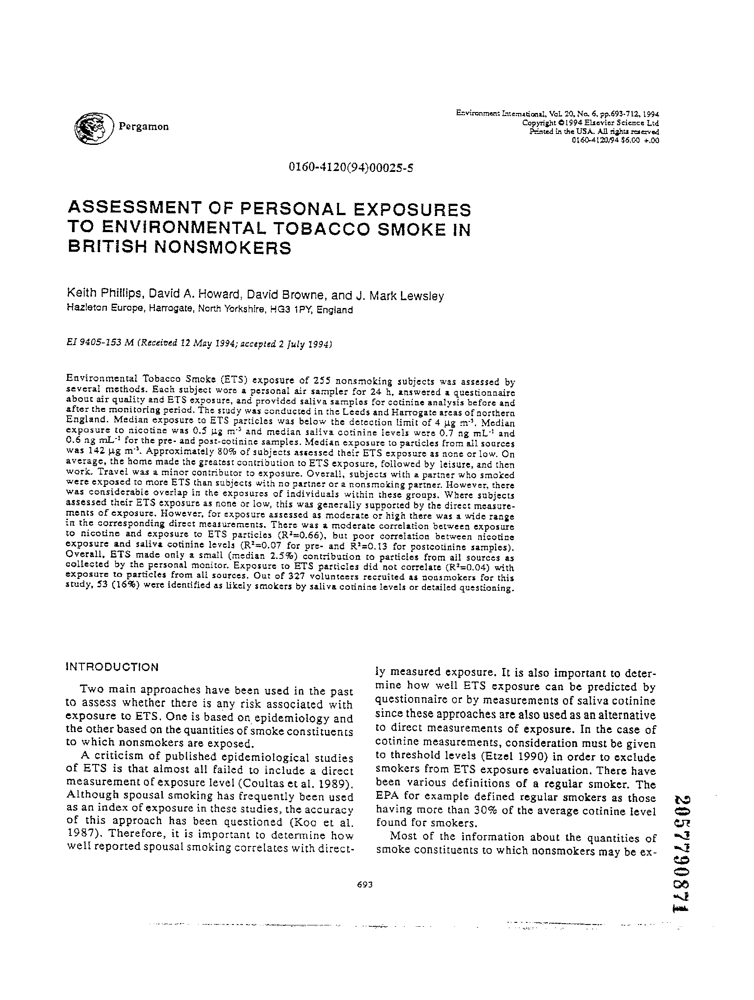 Pergamon
Environment International, Vol. 20, No. 6, pp.693-712, 1994
Copyright ©1994 Elsevier Science Ltd
Printed in the USA. All rights reserved
0160-4120/94 $6.00 +.00
0160-4120(94)00025-5
ASSESSMENT OF PERSONAL EXPOSURES
TO ENVIRONMENTAL TOBACCO SMOKE IN
BRITISH NONSMOKERS
Keith Phillips, David A. Howard, David Browne, and J. Mark Lewsley
Hazleton Europe, Harrogate, North Yorkshire, HG3 1PY, England
EI 9405-153 M (Received 12 May 1994; accepted 2 July 1994)
Environmental Tobacco Smoke (ETS) exposure of 255 nonsmoking subjects was assessed by
several methods. Each subject wore a personal air sampler for 24 h, answered a questionnaire
about air quality and ETS exposure, and provided saliva samples for cotinine analysis before and
after the monitoring period. The study was conducted in the Leeds and Harrogate areas of northern
England. Median exposure to ETS particles was below the detection limit of 4 µg m⁻³. Median
exposure to nicotine was 0.5 µg m⁻³ and median saliva cotinine levels were 0.7 ng mL⁻¹ and
0.6 ng mL⁻¹ for the pre- and post-cotinine samples. Median exposure to particles from all sources
was 142 µg m⁻³. Approximately 80% of subjects assessed their ETS exposure as none or low. On
average, the home made the greatest contribution to ETS exposure, followed by leisure, and then
work. Travel was a minor contributor to exposure. Overall, subjects with a partner who smoked
were exposed to more ETS than subjects with no partner or a nonsmoking partner. However, there
was considerable overlap in the exposures of individuals within these groups. Where subjects
assessed their ETS exposure as none or low, this was generally supported by the direct measure-
ments of exposure. However, for exposure assessed as moderate or high there was a wide range
in the corresponding direct measurements. There was a moderate correlation between exposure
to nicotine and exposure to ETS particles (R²=0.66), but poor correlation between nicotine
exposure and saliva cotinine levels (R²=0.07 for pre- and R²=0.13 for postcotinine samples).
Overall, ETS made only a small (median 2.5%) contribution to particles from all sources as
collected by the personal monitor. Exposure to ETS particles did not correlate (R²=0.04) with
exposure to particles from all sources. Out of 327 volunteers recruited as nonsmokers for this
study, 53 (16%) were identified as likely smokers by saliva cotinine levels or detailed questioning.
INTRODUCTION
Two main approaches have been used in the past
to assess whether there is any risk associated with
exposure to ETS. One is based on epidemiology and
the other based on the quantities of smoke constituents
to which nonsmokers are exposed.
A criticism of published epidemiological studies
of ETS is that almost all failed to include a direct
measurement of exposure level (Coultas et al. 1989).
Although spousal smoking has frequently been used
as an index of exposure in these studies, the accuracy
of this approach has been questioned (Koo et al.
1987). Therefore, it is important to determine how
well reported spousal smoking correlates with direct-
ly measured exposure. It is also important to deter-
mine how well ETS exposure can be predicted by
questionnaire or by measurements of saliva cotinine
since these approaches are also used as an alternative
to direct measurements of exposure. In the case of
cotinine measurements, consideration must be given
to threshold levels (Etzel 1990) in order to exclude
smokers from ETS exposure evaluation. There have
been various definitions of a regular smoker. The
EPA for example defined regular smokers as those
having more than 30% of the average cotinine level
found for smokers.
Most of the information about the quantities of
smoke constituents to which nonsmokers may be ex-
693
2057790871